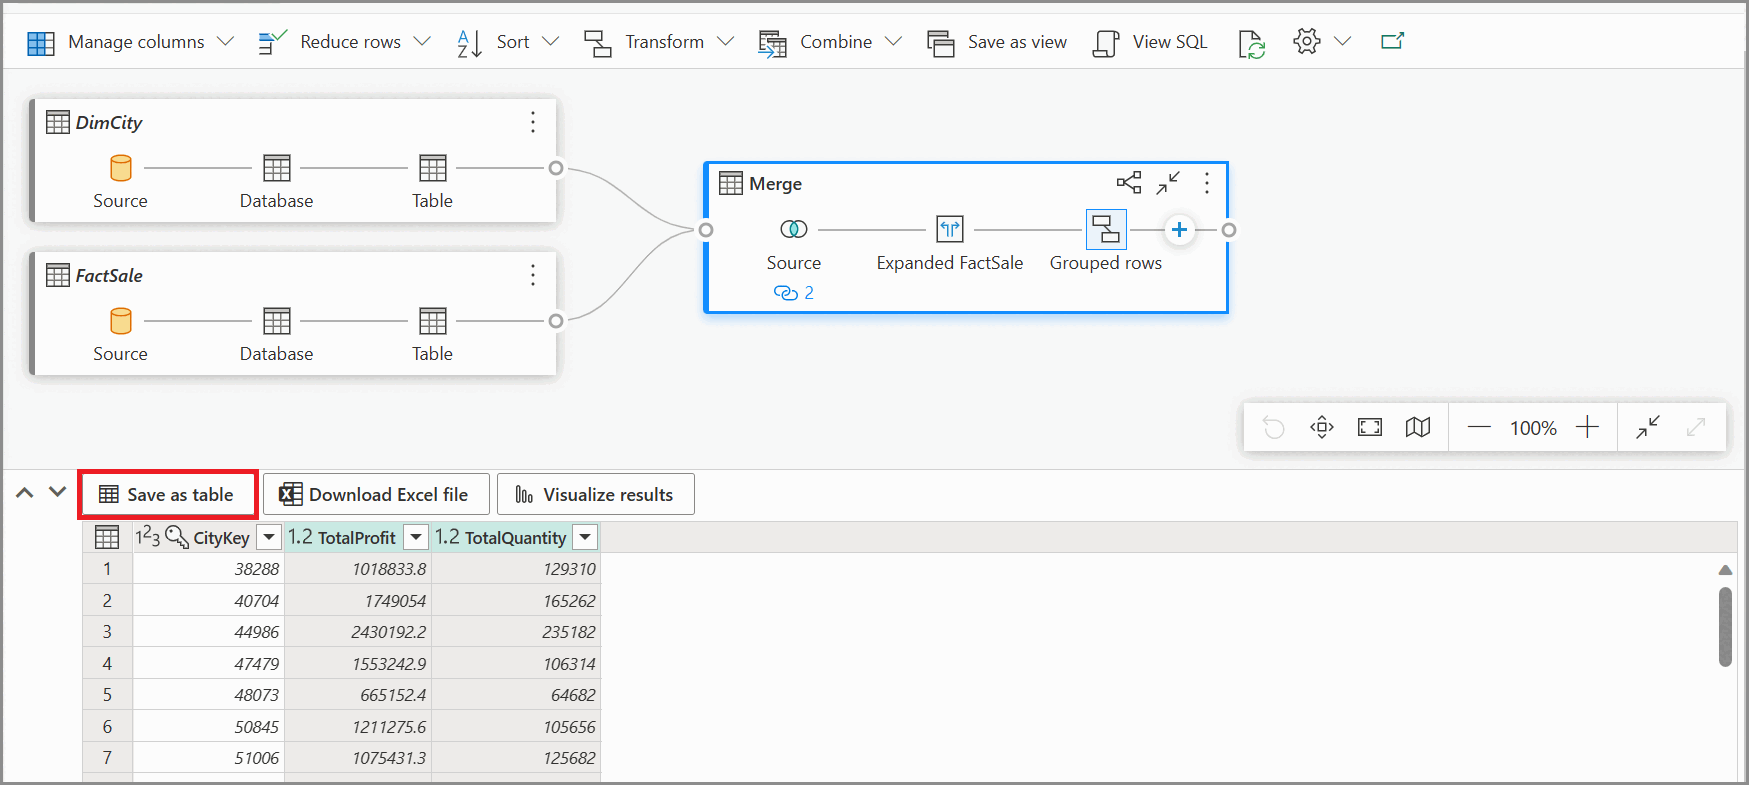 Manage columns Reduce rows Sort Transform Combine Save as view View SQL
DimCity
Source Database Table
FactSale
Source Database Table
Merge
Source Expanded FactSale Grouped rows
2
100%
Save as table Download Excel file Visualize results
123 CityKey 1.2 TotalProfit 1.2 TotalQuantity
1 38288 1018833.8 129310
2 40704 1749054 165262
3 44986 2430192.2 235182
4 47479 1553242.9 106314
5 48073 665152.4 64682
6 50845 1211275.6 105656
7 51006 1075431.3 125682